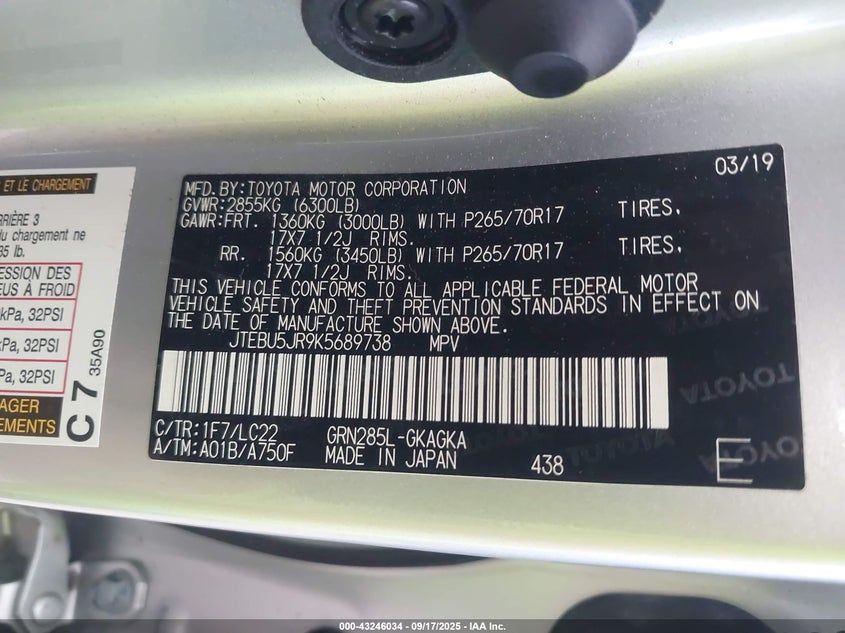 ET LE CHARGEMENT
RIÈRE 3
du chargement ne
35 lb.
ESSION DES
EUS À FROID
kPa, 32PSI
kPa, 32PSI
Pa, 32PSI
AGER
EMENTS
C 7 35A90
03/19
MFD.BY:TOYOTA MOTOR CORPORATION
GVWR:2855KG (6300LB)
GAWR:FRT. 1360KG (3000LB) WITH P265/70R17 TIRES,
17X7 1/2J RIMS.
RR. 1560KG (3450LB) WITH P265/70R17 TIRES,
17X7 1/2J RIMS.
THIS VEHICLE CONFORMS TO ALL APPLICABLE FEDERAL MOTOR
VEHICLE SAFETY AND THEFT PREVENTION STANDARDS IN EFFECT ON
THE DATE OF MANUFACTURE SHOWN ABOVE.
JTEBU5JR9K5689738 MPV
C/TR:1F7/LC22 GRN285L-GKAGKA
A/TM:A01B/A750F MADE IN JAPAN 438 E
TOYOTA
TOYOTA
TOYOTA
000-43246034 - 09/17/2025 - IAA Inc.